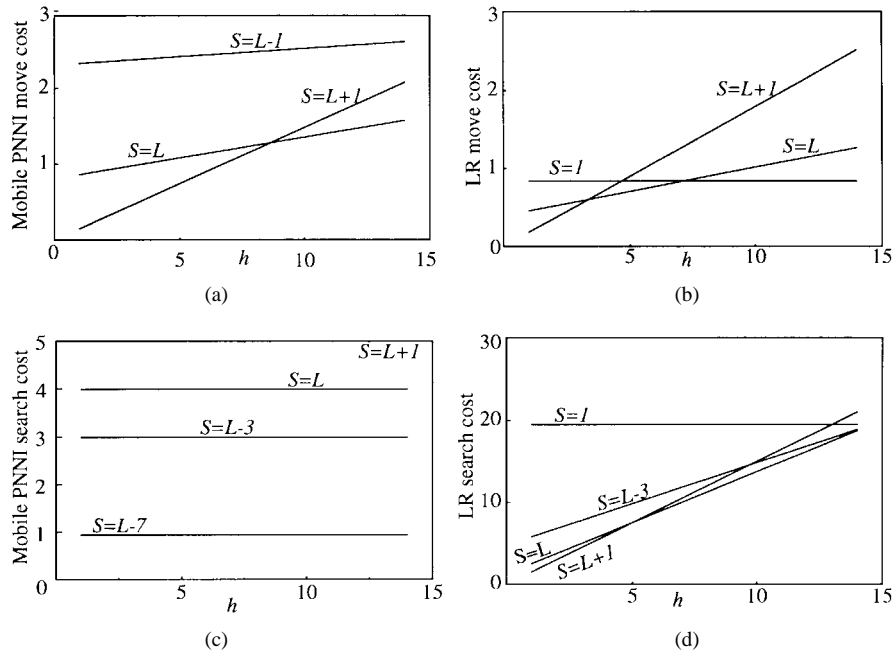 Mobile PNNI move cost
3
2
1
0
S=L-1
S=L+1
S=L
0
5
10
15
h
(a)
LR move cost
3
2
1
0
S=L+1
S=L
S=1
5
10
15
h
(b)
Mobile PNNI search cost
5
4
3
2
1
0
S=L+1
S=L
S=L-3
S=L-7
5
10
15
h
(c)
LR search cost
30
20
10
0
S=1
S=L-3
S=L
S=L+1
5
10
15
h
(d)